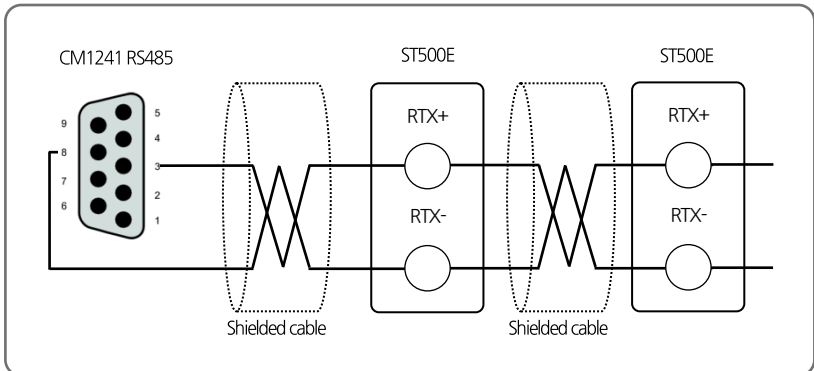 CM1241 RS485
ST500E
ST500E
9
8
7
6
5
4
3
2
1
RTX+
RTX-
RTX+
RTX-
Shielded cable
Shielded cable